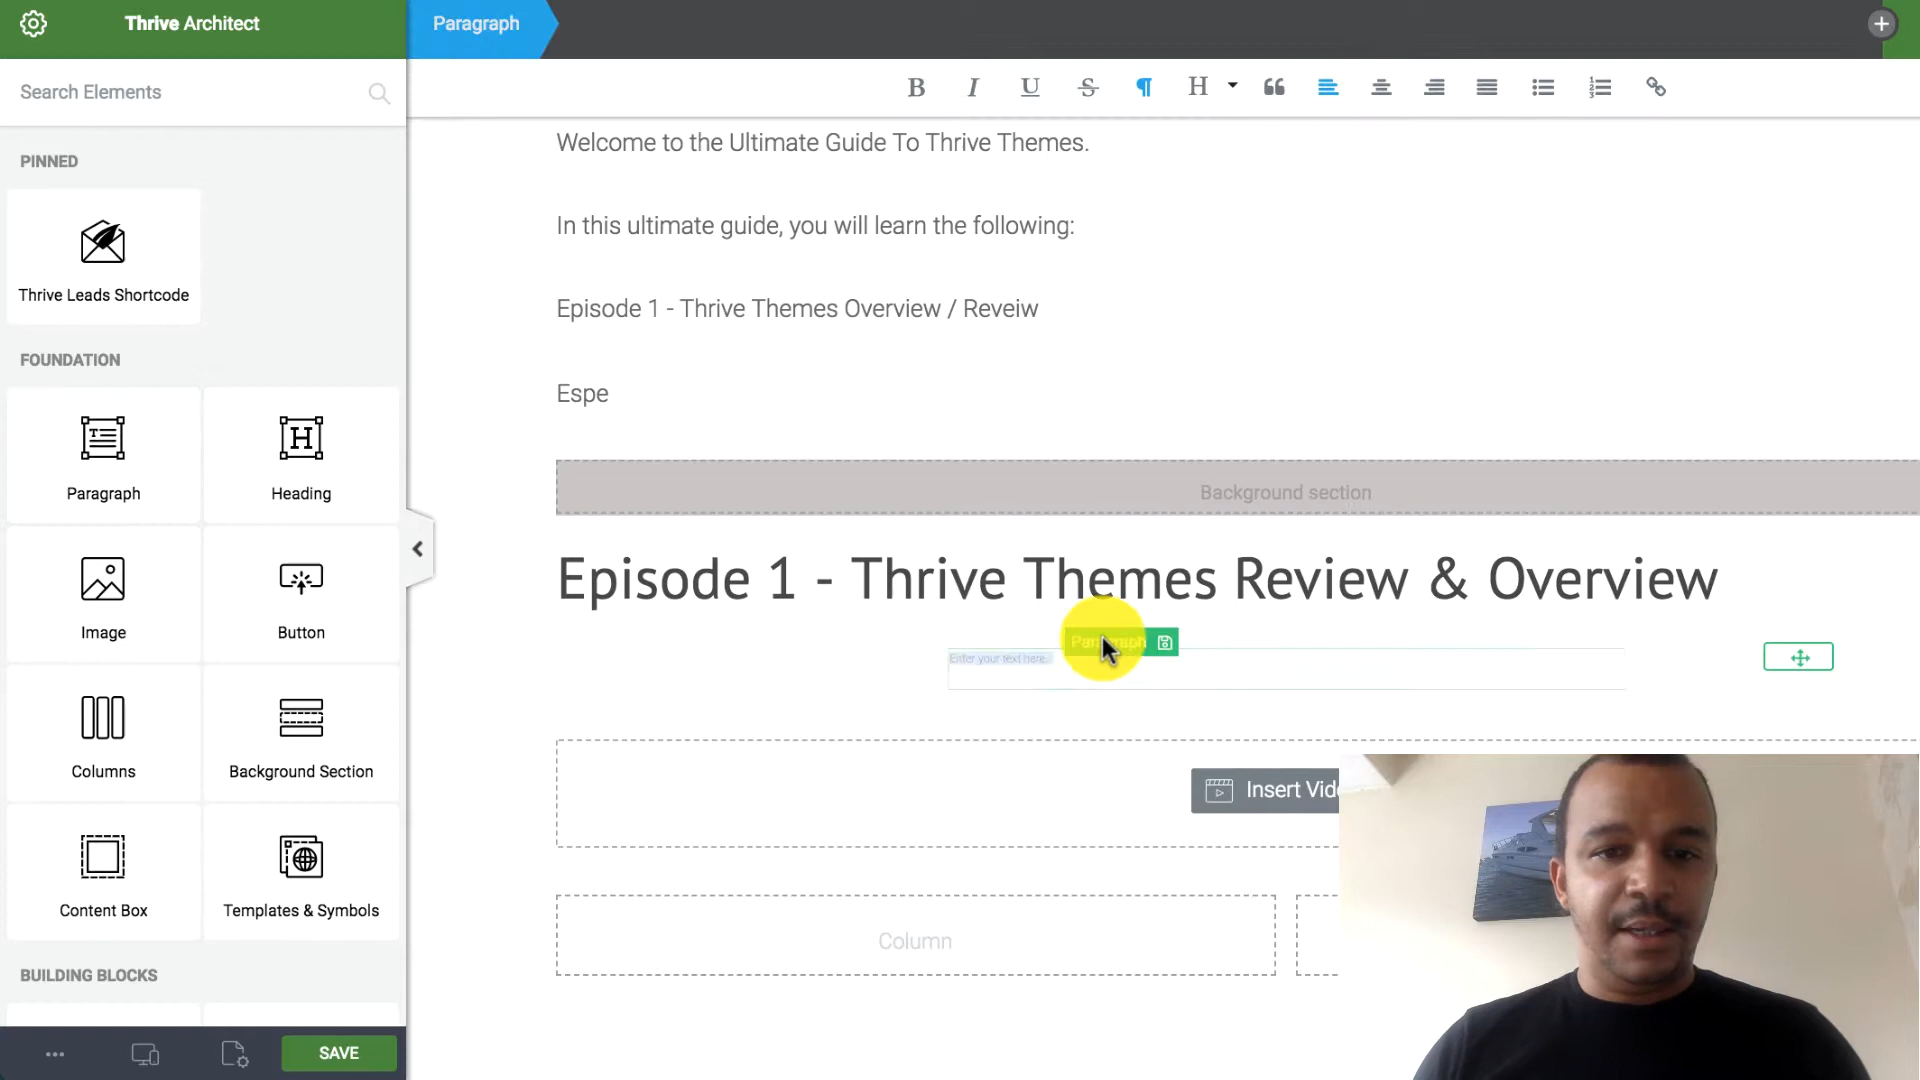 Thrive Architect
Paragraph
Search Elements
B I U S ¶ H
PINNED
Thrive Leads Shortcode
FOUNDATION
Paragraph
Heading
Image
Button
Columns
Background Section
Content Box
Templates & Symbols
BUILDING BLOCKS
SAVE
Welcome to the Ultimate Guide To Thrive Themes.
In this ultimate guide, you will learn the following:
Episode 1 - Thrive Themes Overview / Reveiw
Espe
Background section
Episode 1 - Thrive Themes Review & Overview
Paragraph
Enter your text here...
Insert Vid
Column